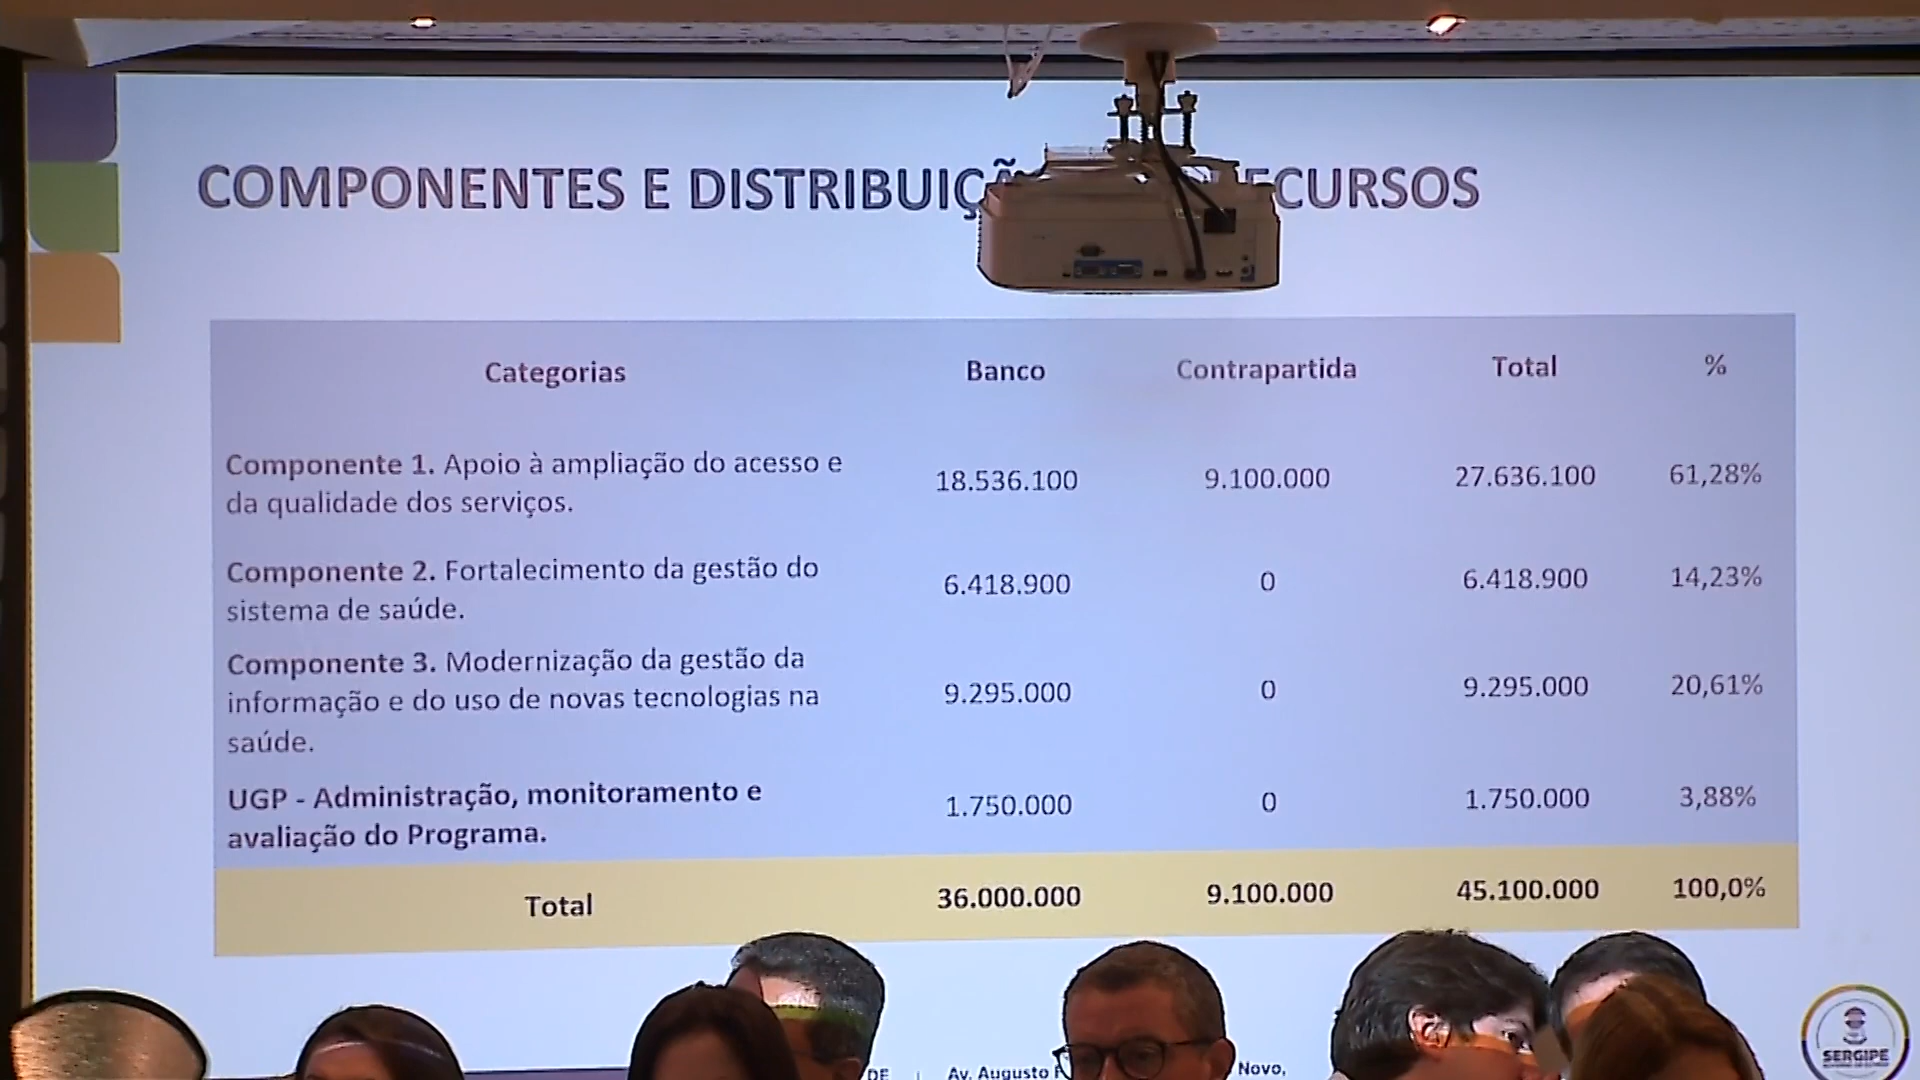 COMPONENTES E DISTRIBUIÇÃ ECURSOS
Categorias Banco Contrapartida Total %
Componente 1. Apoio à ampliação do acesso e
da qualidade dos serviços.
18.536.100 9.100.000 27.636.100 61,28%
Componente 2. Fortalecimento da gestão do
sistema de saúde.
6.418.900 0 6.418.900 14,23%
Componente 3. Modernização da gestão da
informação e do uso de novas tecnologias na
saúde.
9.295.000 0 9.295.000 20,61%
UGP - Administração, monitoramento e
avaliação do Programa.
1.750.000 0 1.750.000 3,88%
Total 36.000.000 9.100.000 45.100.000 100,0%
DE | Av. Augusto F Novo,
SERGIPE